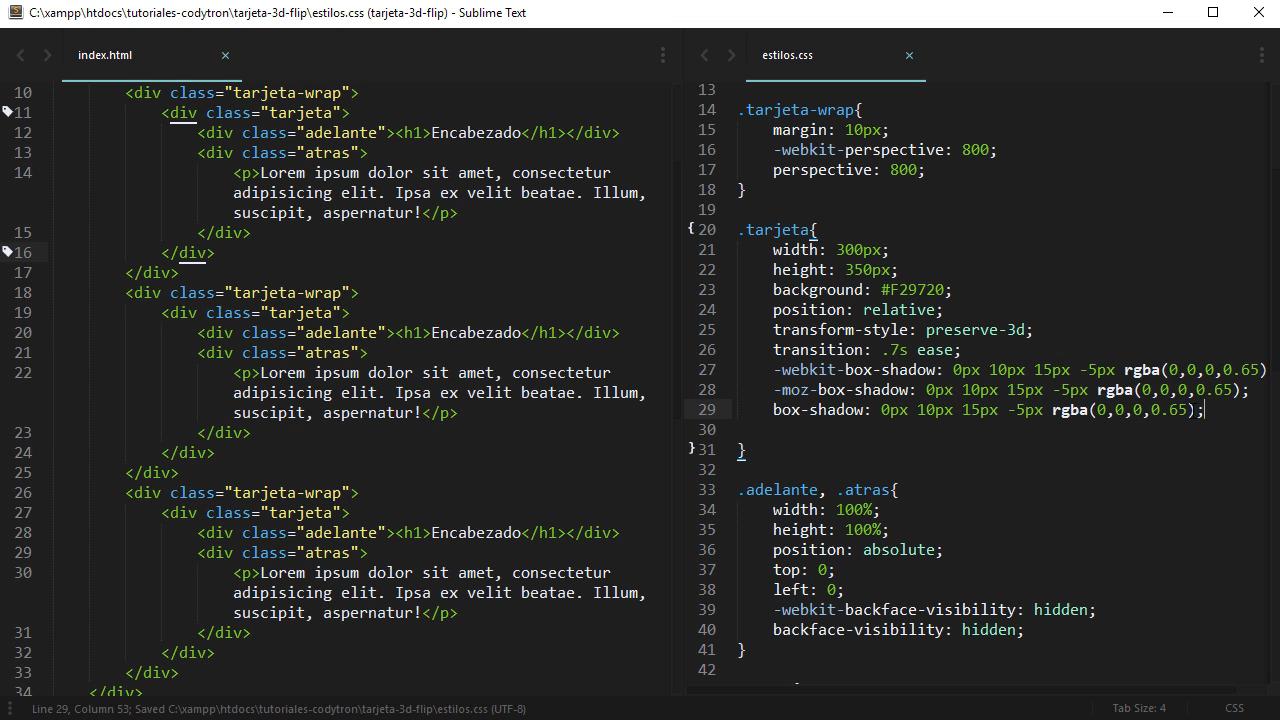 C:\xampp\htdocs\tutoriales-codytron\tarjeta-3d-flip\estilos.css (tarjeta-3d-flip) - Sublime Text
index.html
10 <div class="tarjeta-wrap">
11 <div class="tarjeta">
12 <div class="adelante"><h1>Encabezado</h1></div>
13 <div class="atras">
14 <p>Lorem ipsum dolor sit amet, consectetur
adipisicing elit. Ipsa ex velit beatae. Illum,
suscipit, aspernatur!</p>
15 </div>
16 </div>
17 </div>
18 <div class="tarjeta-wrap">
19 <div class="tarjeta">
20 <div class="adelante"><h1>Encabezado</h1></div>
21 <div class="atras">
22 <p>Lorem ipsum dolor sit amet, consectetur
adipisicing elit. Ipsa ex velit beatae. Illum,
suscipit, aspernatur!</p>
23 </div>
24 </div>
25 </div>
26 <div class="tarjeta-wrap">
27 <div class="tarjeta">
28 <div class="adelante"><h1>Encabezado</h1></div>
29 <div class="atras">
30 <p>Lorem ipsum dolor sit amet, consectetur
adipisicing elit. Ipsa ex velit beatae. Illum,
suscipit, aspernatur!</p>
31 </div>
32 </div>
33 </div>
34 </div>
estilos.css
13
14 .tarjeta-wrap{
15 margin: 10px;
16 -webkit-perspective: 800;
17 perspective: 800;
18 }
19
{ 20 .tarjeta{
21 width: 300px;
22 height: 350px;
23 background: #F29720;
24 position: relative;
25 transform-style: preserve-3d;
26 transition: .7s ease;
27 -webkit-box-shadow: 0px 10px 15px -5px rgba(0,0,0,0.65)
28 -moz-box-shadow: 0px 10px 15px -5px rgba(0,0,0,0.65);
29 box-shadow: 0px 10px 15px -5px rgba(0,0,0,0.65);
30
} 31 }
32
33 .adelante, .atras{
34 width: 100%;
35 height: 100%;
36 position: absolute;
37 top: 0;
38 left: 0;
39 -webkit-backface-visibility: hidden;
40 backface-visibility: hidden;
41 }
42
Line 29, Column 53; Saved C:\xampp\htdocs\tutoriales-codytron\tarjeta-3d-flip\estilos.css (UTF-8)
Tab Size: 4
CSS